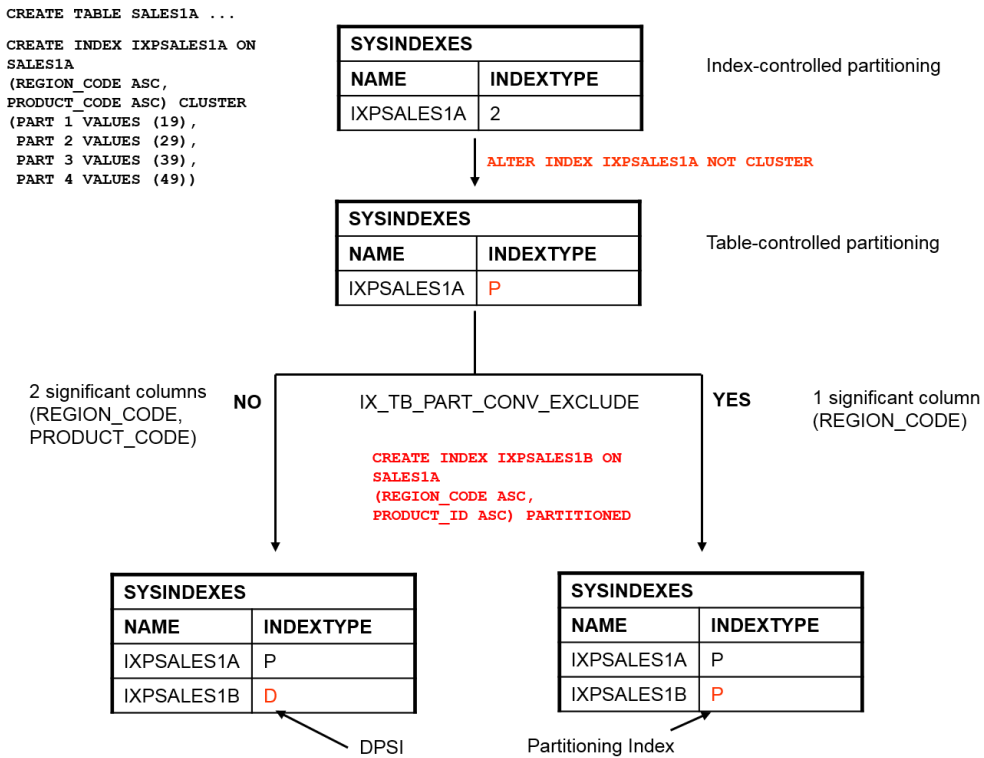 CREATE TABLE SALES1A ...
CREATE INDEX IXPSALES1A ON
SALES1A
(REGION_CODE ASC,
PRODUCT_CODE ASC) CLUSTER
(PART 1 VALUES (19),
PART 2 VALUES (29),
PART 3 VALUES (39),
PART 4 VALUES (49))
SYSINDEXES
NAME INDEXTYPE
IXPSALES1A 2
Index-controlled partitioning
ALTER INDEX IXPSALES1A NOT CLUSTER
SYSINDEXES
NAME INDEXTYPE
IXPSALES1A P
Table-controlled partitioning
2 significant columns
(REGION_CODE,
PRODUCT_CODE)
NO
IX_TB_PART_CONV_EXCLUDE
YES
1 significant column
(REGION_CODE)
CREATE INDEX IXPSALES1B ON
SALES1A
(REGION_CODE ASC,
PRODUCT_ID ASC) PARTITIONED
SYSINDEXES
NAME INDEXTYPE
IXPSALES1A P
IXPSALES1B D
DPSI
SYSINDEXES
NAME INDEXTYPE
IXPSALES1A P
IXPSALES1B P
Partitioning Index